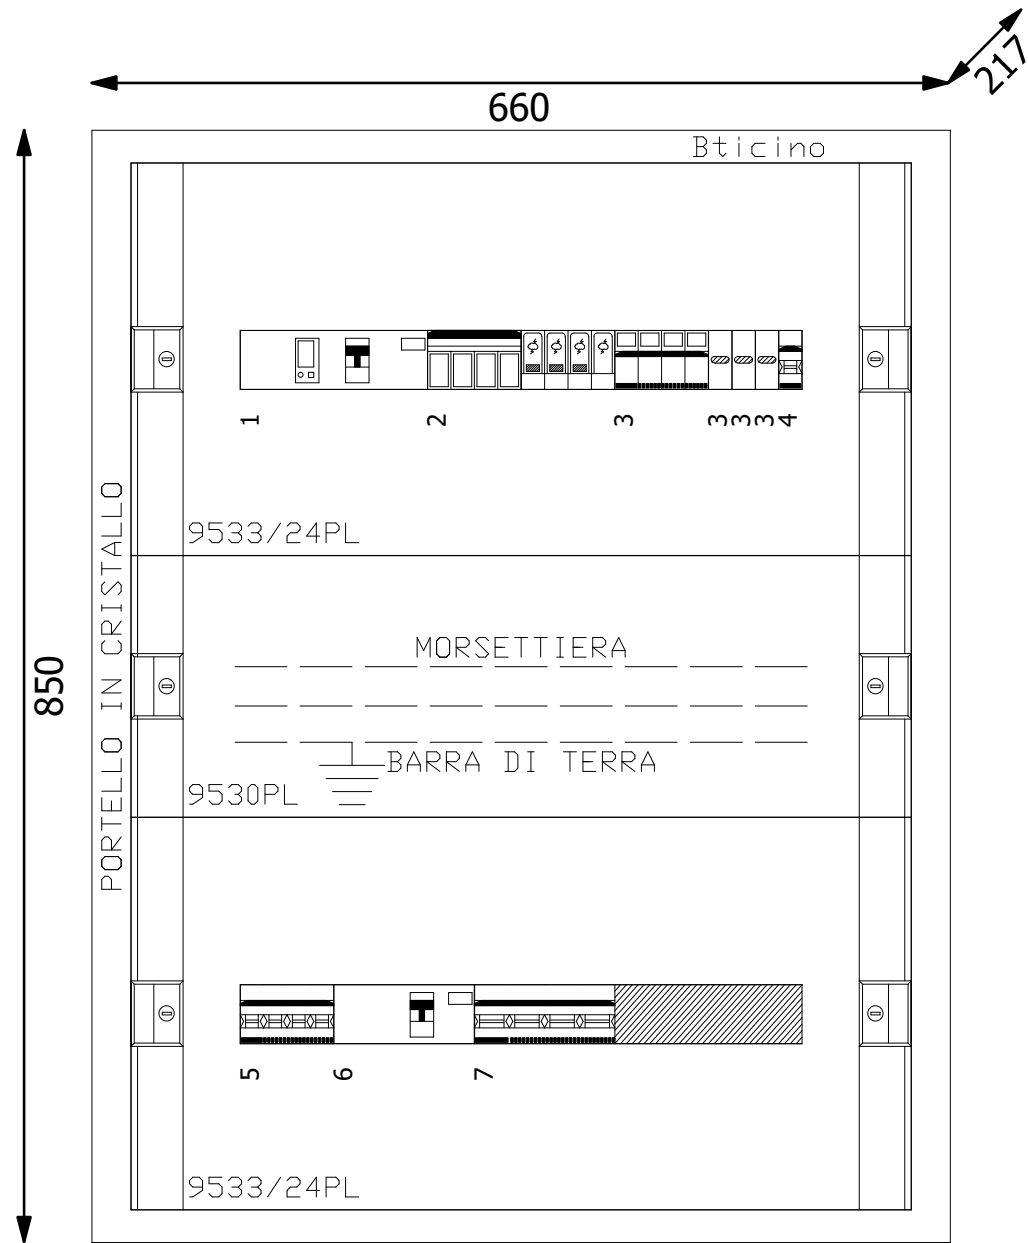 217
660
Bticino
1 2 3 3 3 3 4
9533/24PL
PORTELLO IN CRISTALLO
850
MORSETTIERA
BARRA DI TERRA
9530PL
5 6 7
9533/24PL